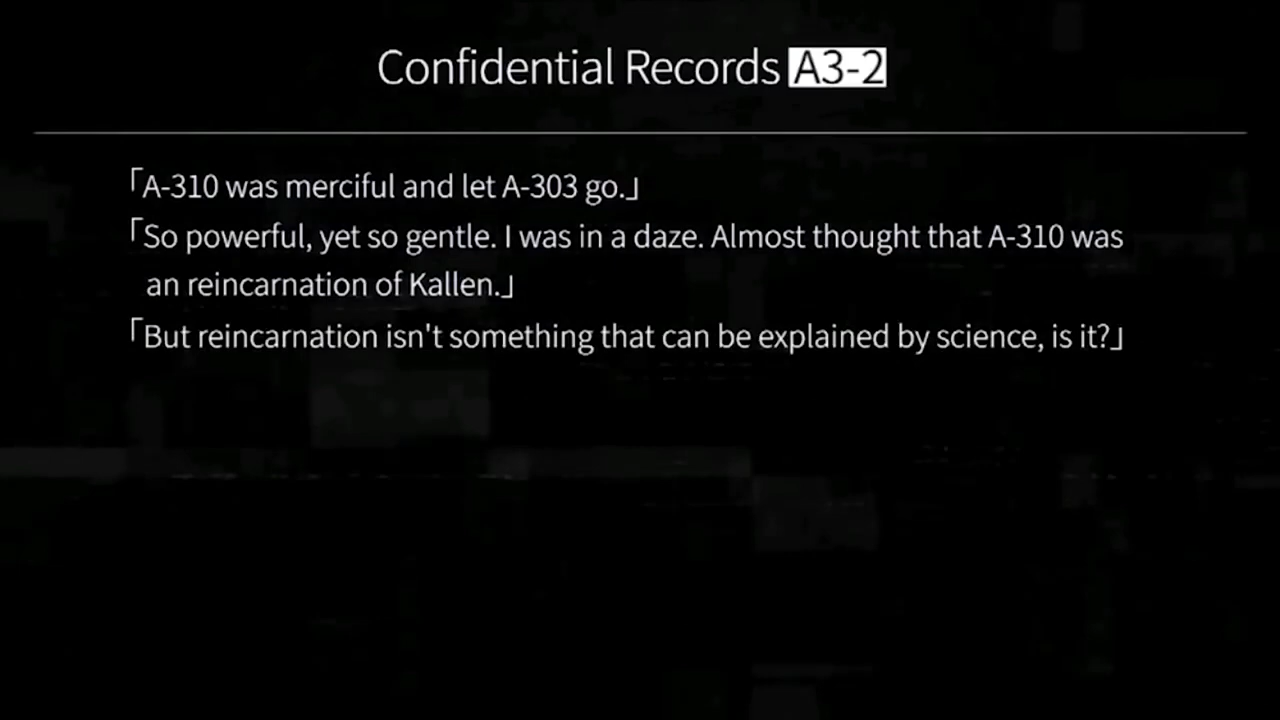 Confidential Records A3-2
「A-310 was merciful and let A-303 go.」
「So powerful, yet so gentle. I was in a daze. Almost thought that A-310 was
an reincarnation of Kallen.」
「But reincarnation isn't something that can be explained by science, is it?」